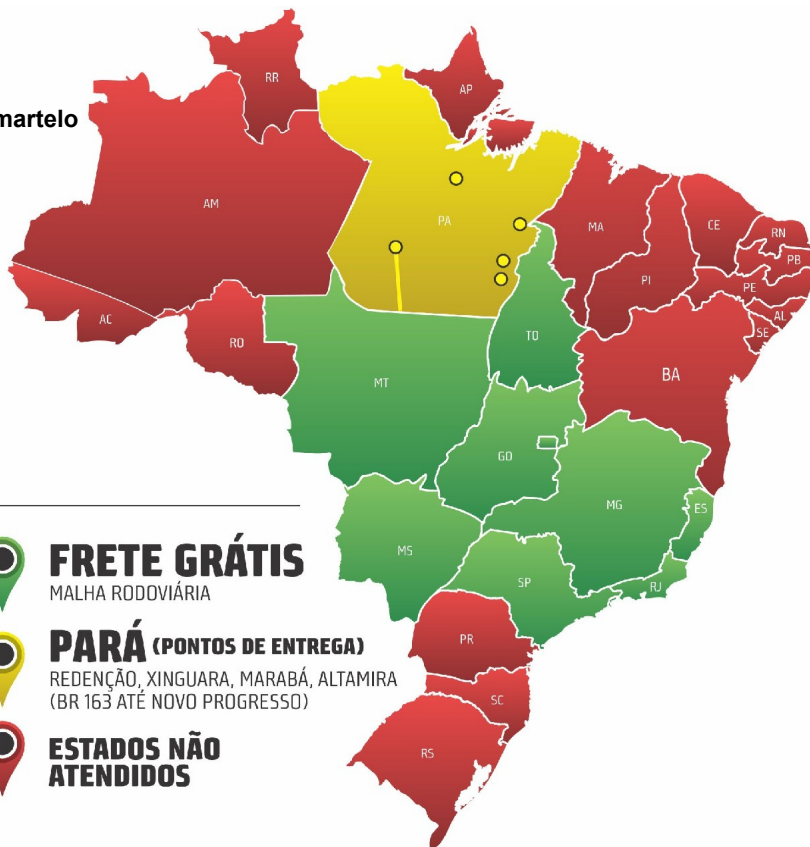 martelo
RR
AP
AM
PA
MA
CE
RN
PB
PI
PE
AL
SE
AC
RO
TO
BA
MT
GO
MG
ES
MS
SP
RJ
PR
SC
RS
FRETE GRÁTIS
MALHA RODOVIÁRIA
PARÁ (PONTOS DE ENTREGA)
REDENÇÃO, XINGUARA, MARABÁ, ALTAMIRA
(BR 163 ATÉ NOVO PROGRESSO)
ESTADOS NÃO
ATENDIDOS